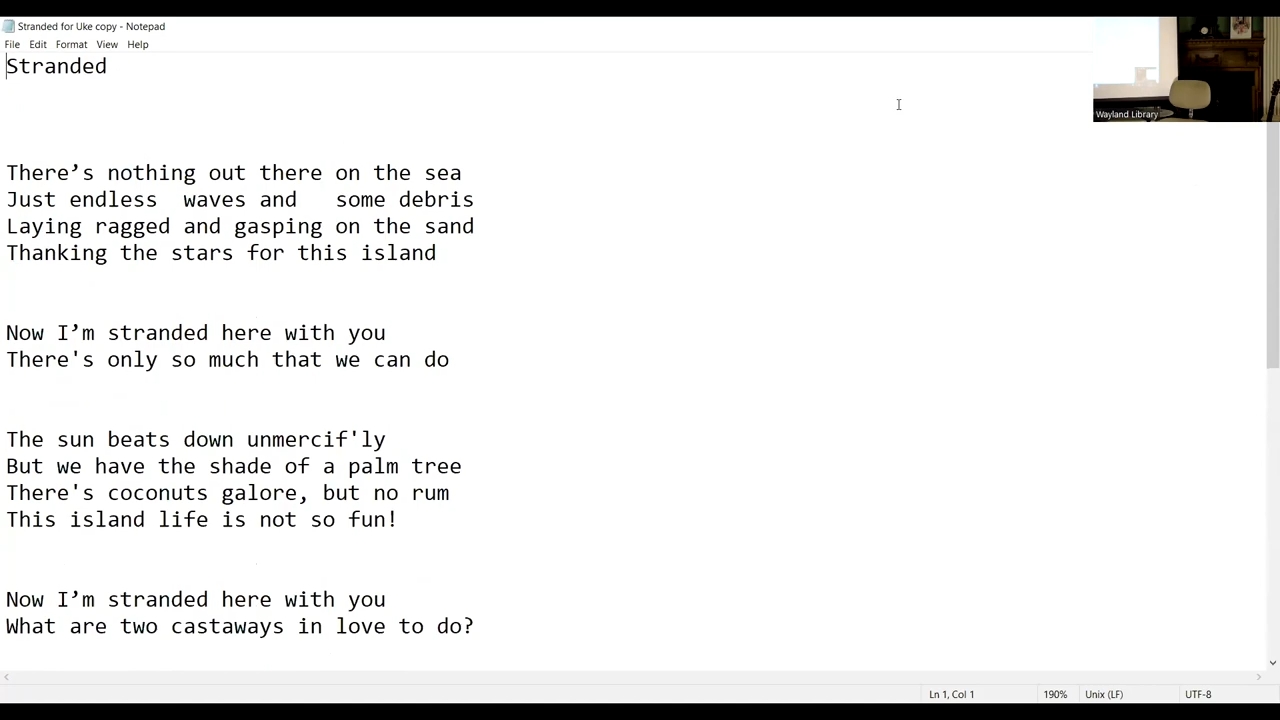 Stranded for Uke copy - Notepad
File Edit Format View Help
Stranded
There’s nothing out there on the sea
Just endless  waves and   some debris
Laying ragged and gasping on the sand
Thanking the stars for this island
Now I’m stranded here with you
There's only so much that we can do
The sun beats down unmercif'ly
But we have the shade of a palm tree
There's coconuts galore, but no rum
This island life is not so fun!
Now I’m stranded here with you
What are two castaways in love to do?
Wayland Library
Ln 1, Col 1 190% Unix (LF) UTF-8